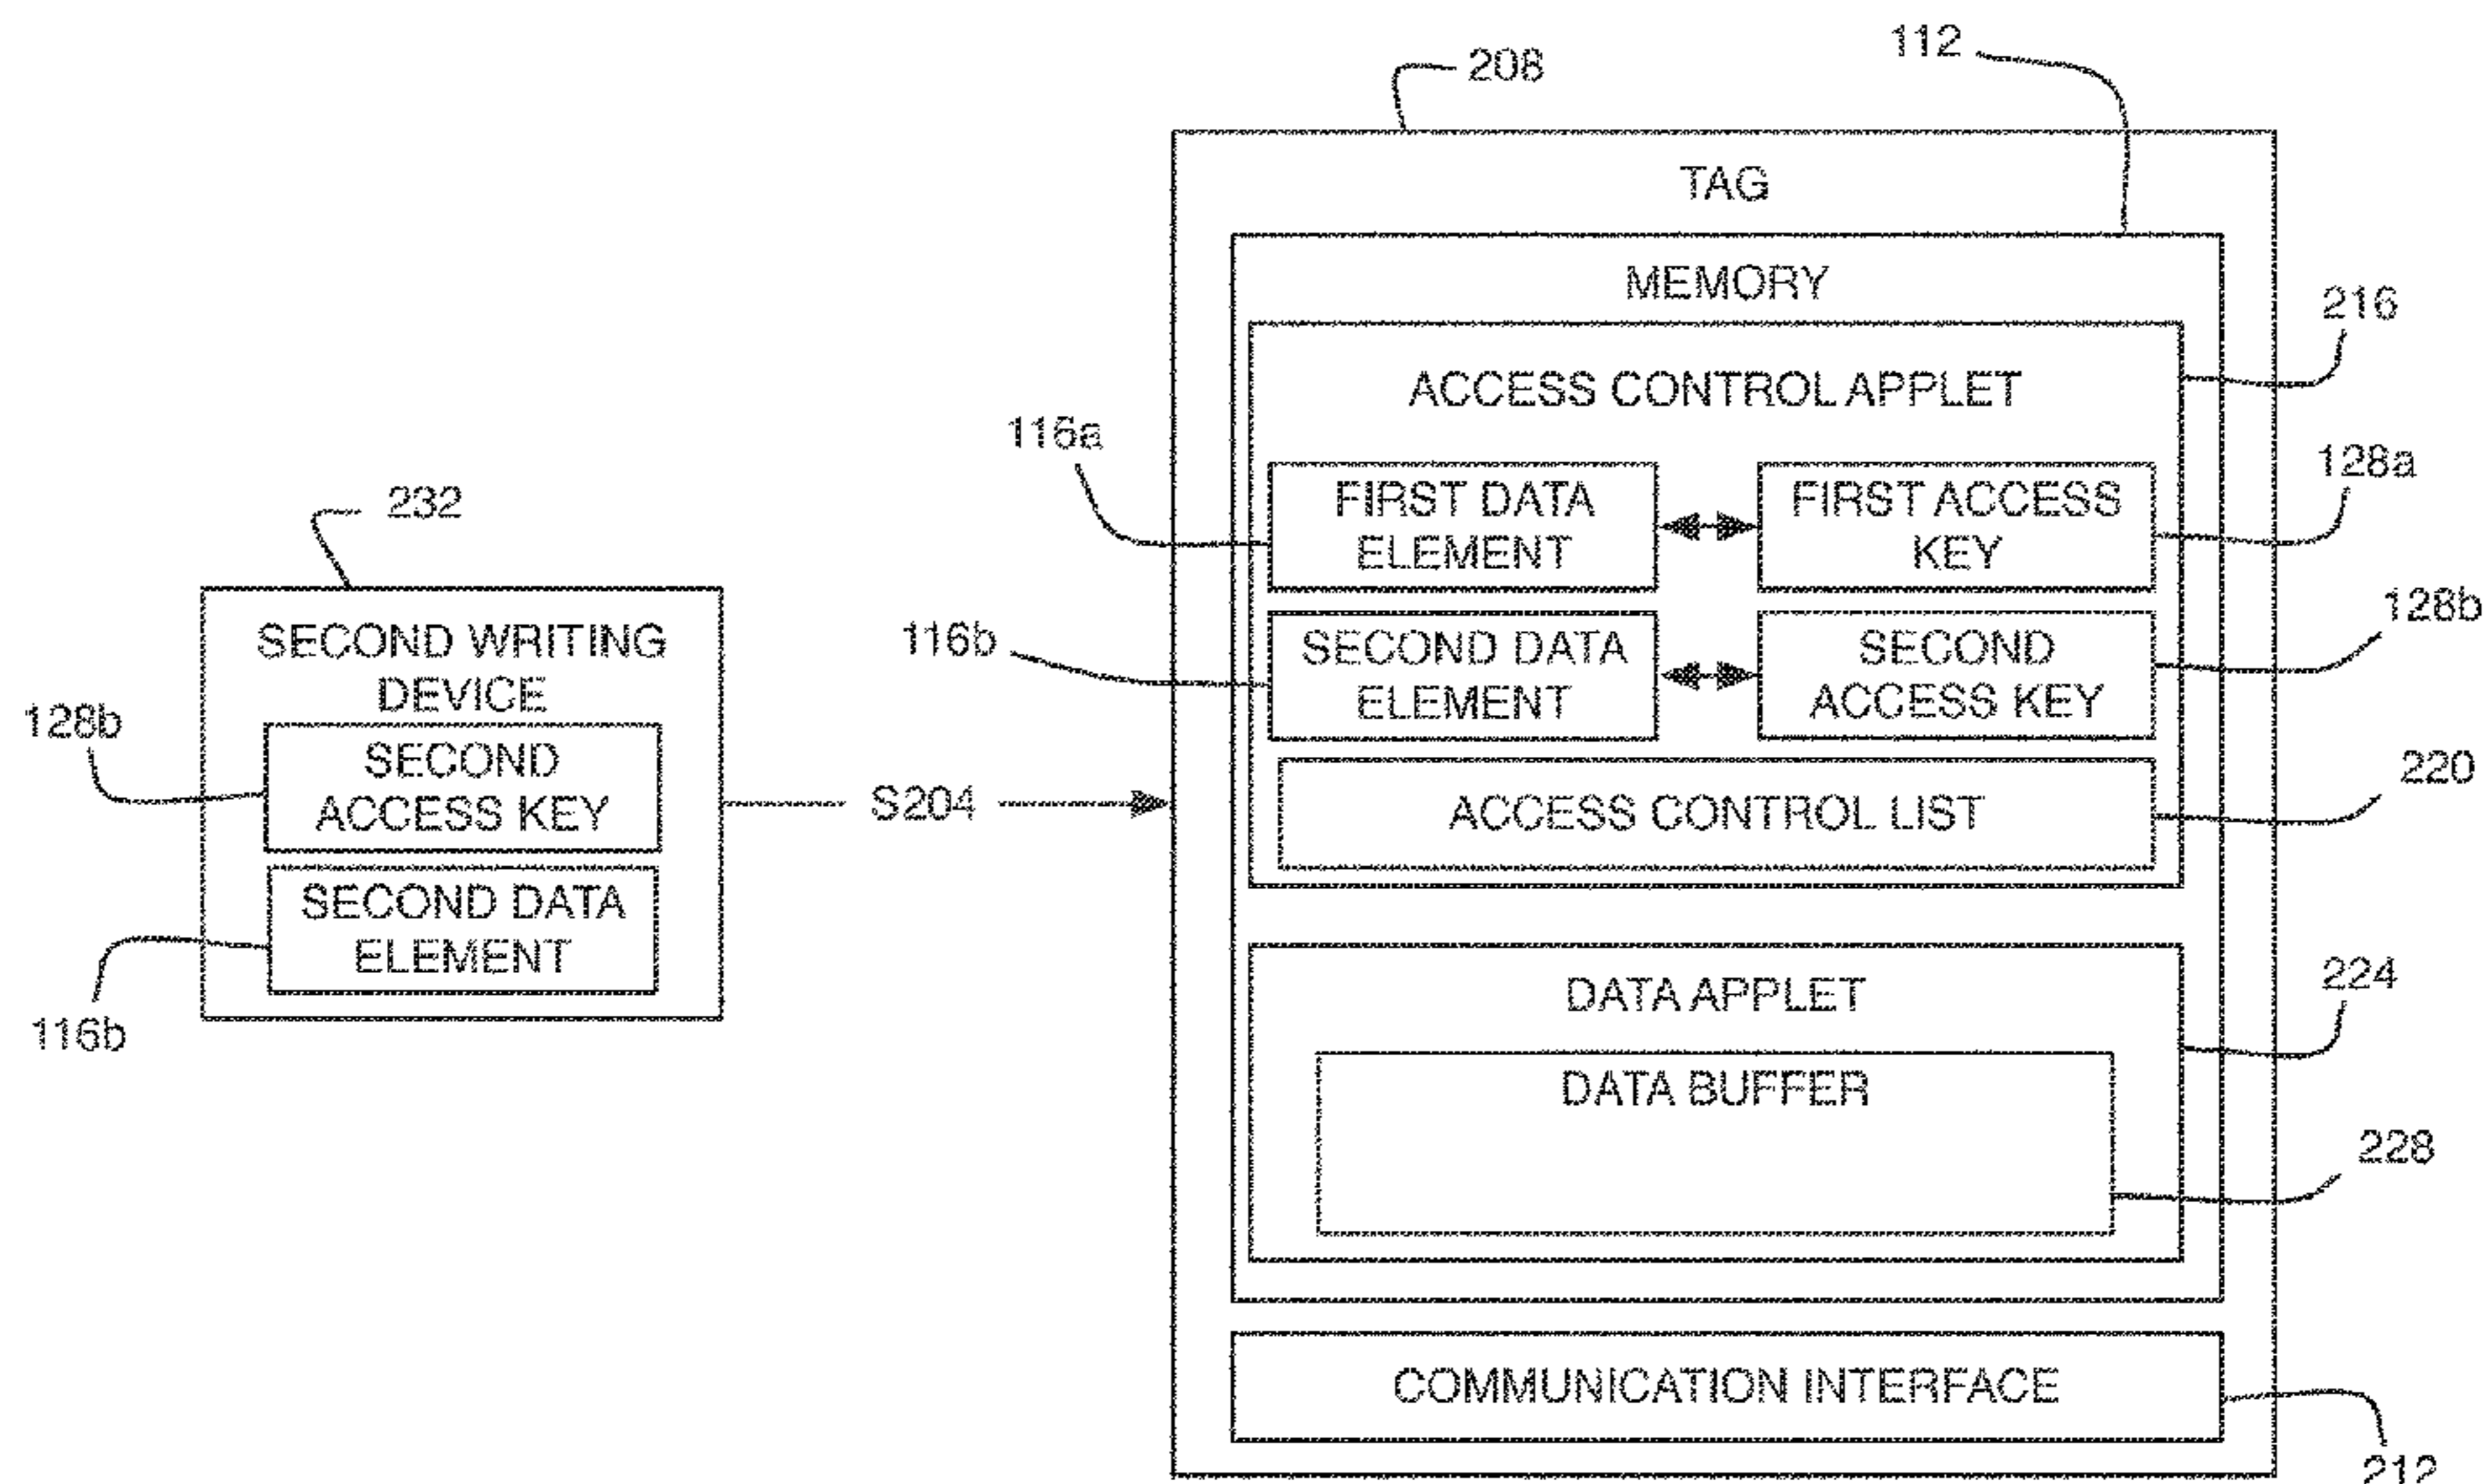 208
112
TAG
MEMORY
216
ACCESS CONTROL APPLET
116a
128a
FIRST DATA
ELEMENT
FIRST ACCESS
KEY
232
128b
116b
SECOND DATA
ELEMENT
SECOND
ACCESS KEY
SECOND WRITING
DEVICE
128b
SECOND
ACCESS KEY
S204
220
ACCESS CONTROL LIST
SECOND DATA
ELEMENT
116b
224
DATA APPLET
DATA BUFFER
228
COMMUNICATION INTERFACE
212